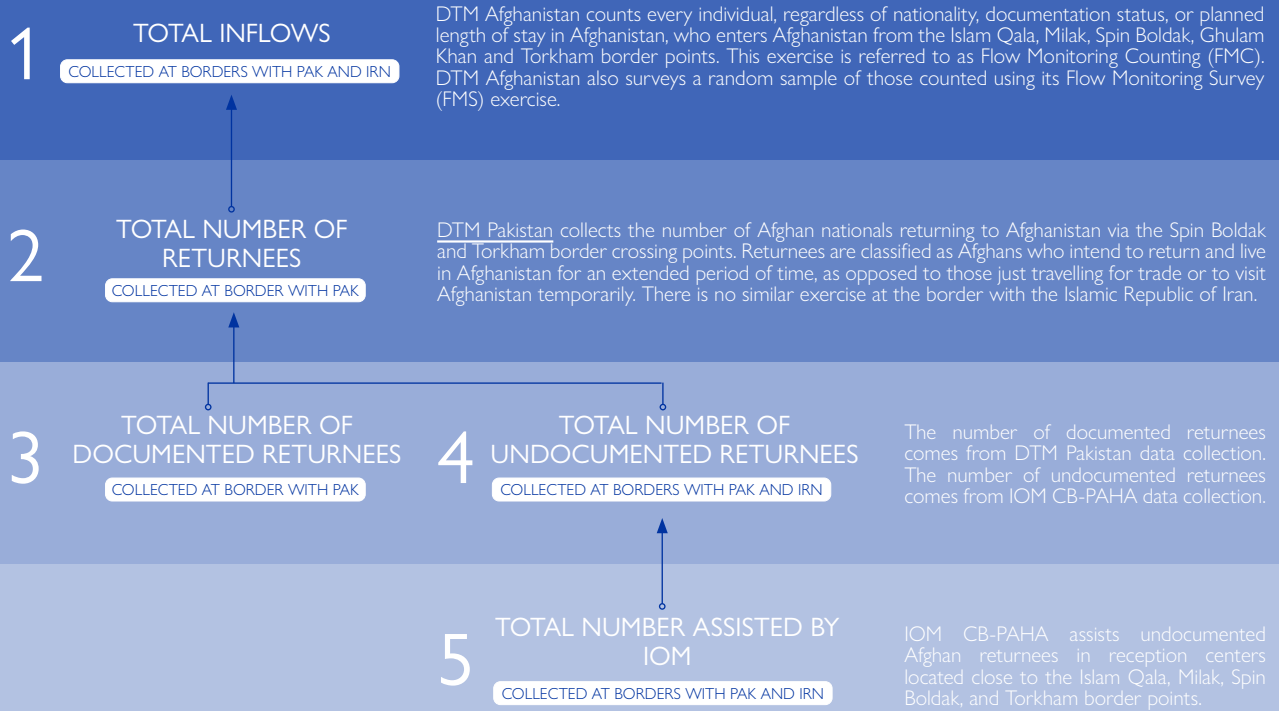 1
TOTAL INFLOWS
COLLECTED AT BORDERS WITH PAK AND IRN
DTM Afghanistan counts every individual, regardless of nationality, documentation status, or planned
length of stay in Afghanistan, who enters Afghanistan from the Islam Qala, Milak, Spin Boldak, Ghulam
Khan and Torkham border points. This exercise is referred to as Flow Monitoring Counting (FMC).
DTM Afghanistan also surveys a random sample of those counted using its Flow Monitoring Survey
(FMS) exercise.
2
TOTAL NUMBER OF
RETURNEES
COLLECTED AT BORDER WITH PAK
DTM Pakistan collects the number of Afghan nationals returning to Afghanistan via the Spin Boldak
and Torkham border crossing points. Returnees are classified as Afghans who intend to return and live
in Afghanistan for an extended period of time, as opposed to those just travelling for trade or to visit
Afghanistan temporarily. There is no similar exercise at the border with the Islamic Republic of Iran.
3
TOTAL NUMBER OF
DOCUMENTED RETURNEES
COLLECTED AT BORDER WITH PAK
4
TOTAL NUMBER OF
UNDOCUMENTED RETURNEES
COLLECTED AT BORDERS WITH PAK AND IRN
The number of documented returnees
comes from DTM Pakistan data collection.
The number of undocumented returnees
comes from IOM CB-PAHA data collection.
5
TOTAL NUMBER ASSISTED BY
IOM
COLLECTED AT BORDERS WITH PAK AND IRN
IOM CB-PAHA assists undocumented
Afghan returnees in reception centers
located close to the Islam Qala, Milak, Spin
Boldak, and Torkham border points.